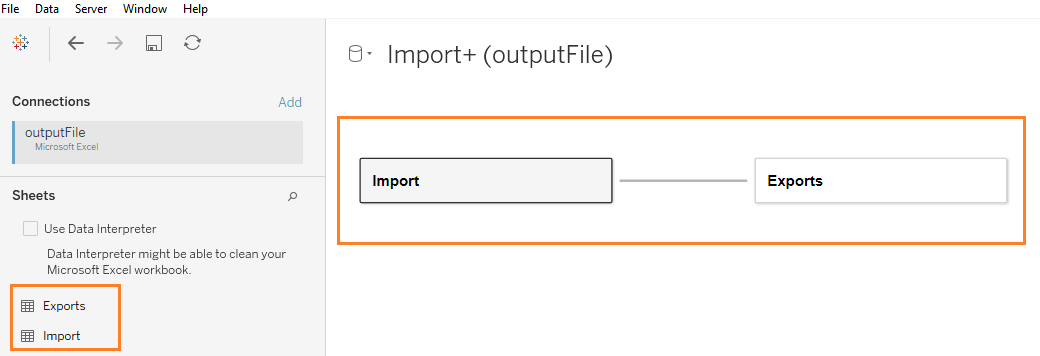 File Data Server Window Help
Import+ (outputFile)
Connections Add
outputFile
Microsoft Excel
Sheets
Use Data Interpreter
Data Interpreter might be able to clean your
Microsoft Excel workbook.
Exports
Import
Import Exports